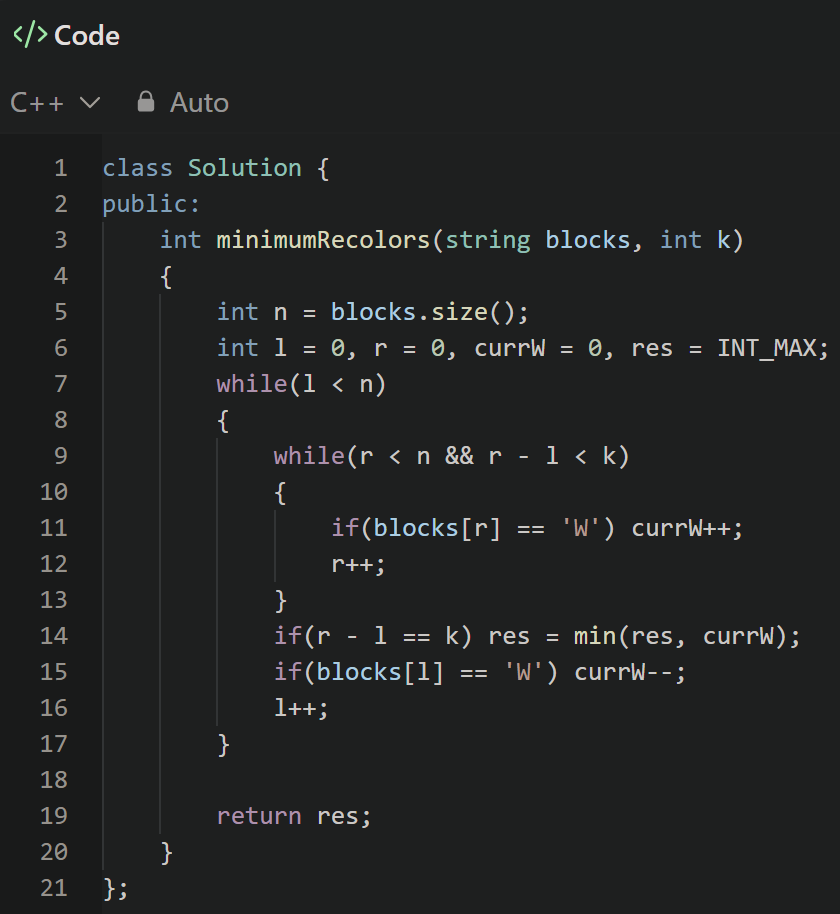 </> Code
C++ Auto
1 class Solution {
2 public:
3     int minimumRecolors(string blocks, int k)
4     {
5         int n = blocks.size();
6         int l = 0, r = 0, currW = 0, res = INT_MAX;
7         while(l < n)
8         {
9             while(r < n && r - l < k)
10             {
11                 if(blocks[r] == 'W') currW++;
12                 r++;
13             }
14             if(r - l == k) res = min(res, currW);
15             if(blocks[l] == 'W') currW--;
16             l++;
17         }
18
19         return res;
20     }
21 };